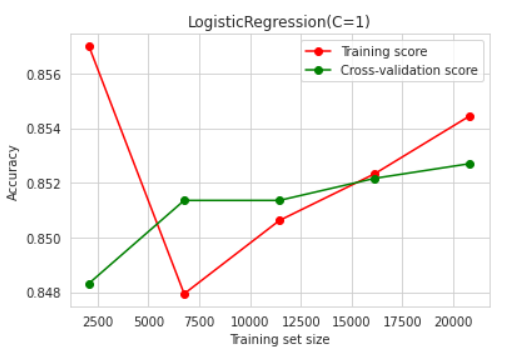 LogisticRegression(C=1)
Training score
Cross-validation score
0.856
0.854
0.852
0.850
0.848
Accuracy
2500 5000 7500 10000 12500 15000 17500 20000
Training set size